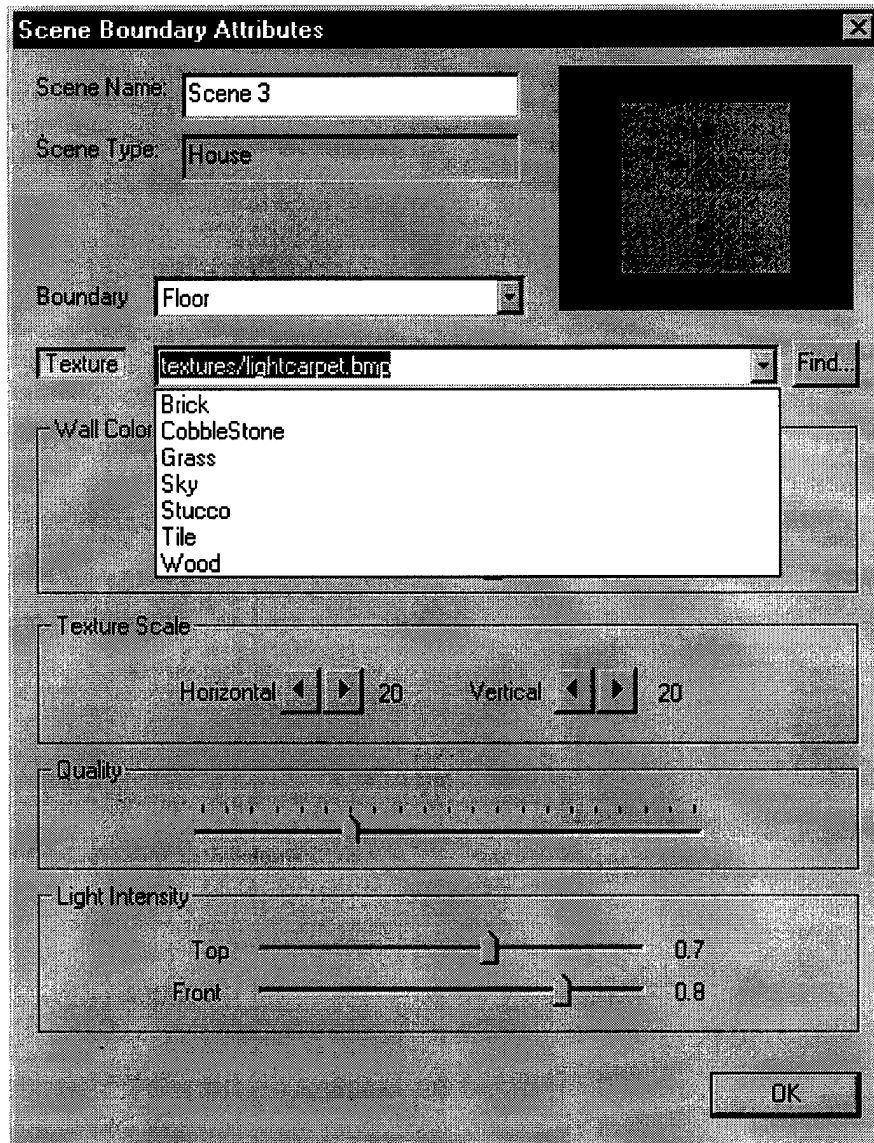 Scene Boundary Attributes
Scene Name: Scene 3
Scene Type: House
Boundary Floor
Texture textures/lightcarpet.bmp Find...
Brick
Wall Color CobbleStone
Grass
Sky
Stucco
Tile
Wood
Texture Scale
Horizontal 20 Vertical 20
Quality
Light Intensity
Top 0.7
Front 0.8
OK